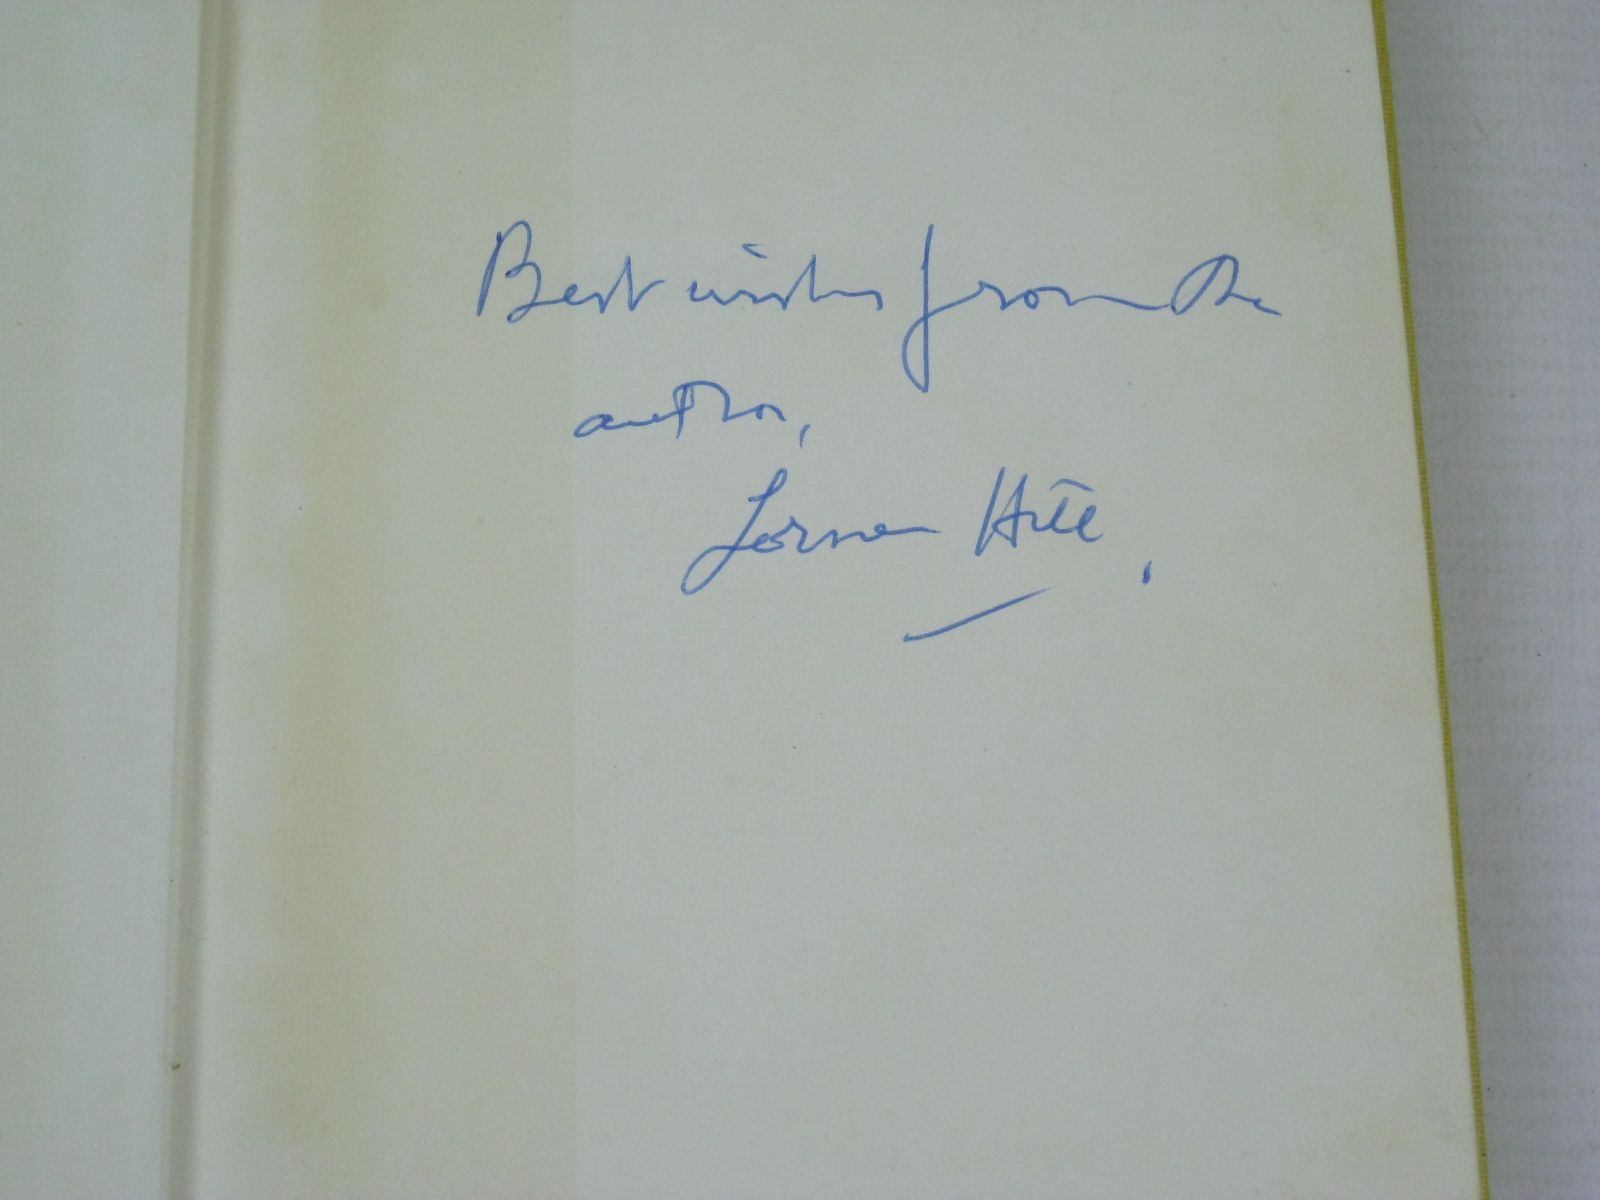 Best wishes from the
author,
Lorna Hill.